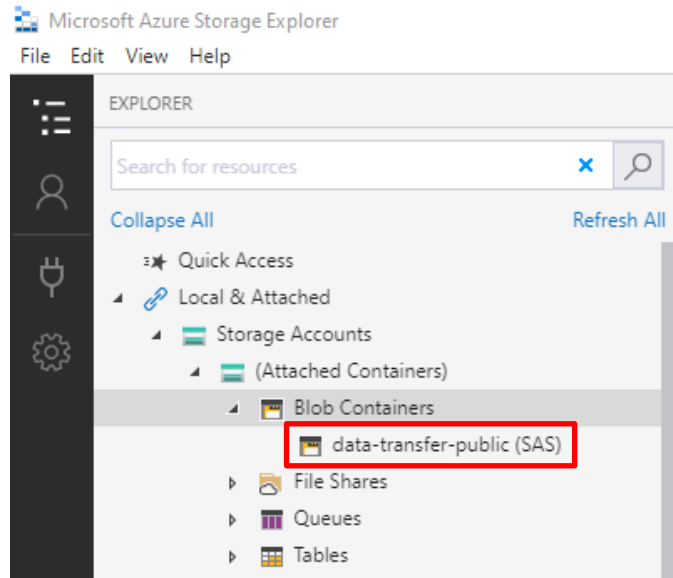 Microsoft Azure Storage Explorer
File Edit View Help
EXPLORER
Search for resources
Collapse All Refresh All
Quick Access
Local & Attached
Storage Accounts
(Attached Containers)
Blob Containers
data-transfer-public (SAS)
File Shares
Queues
Tables